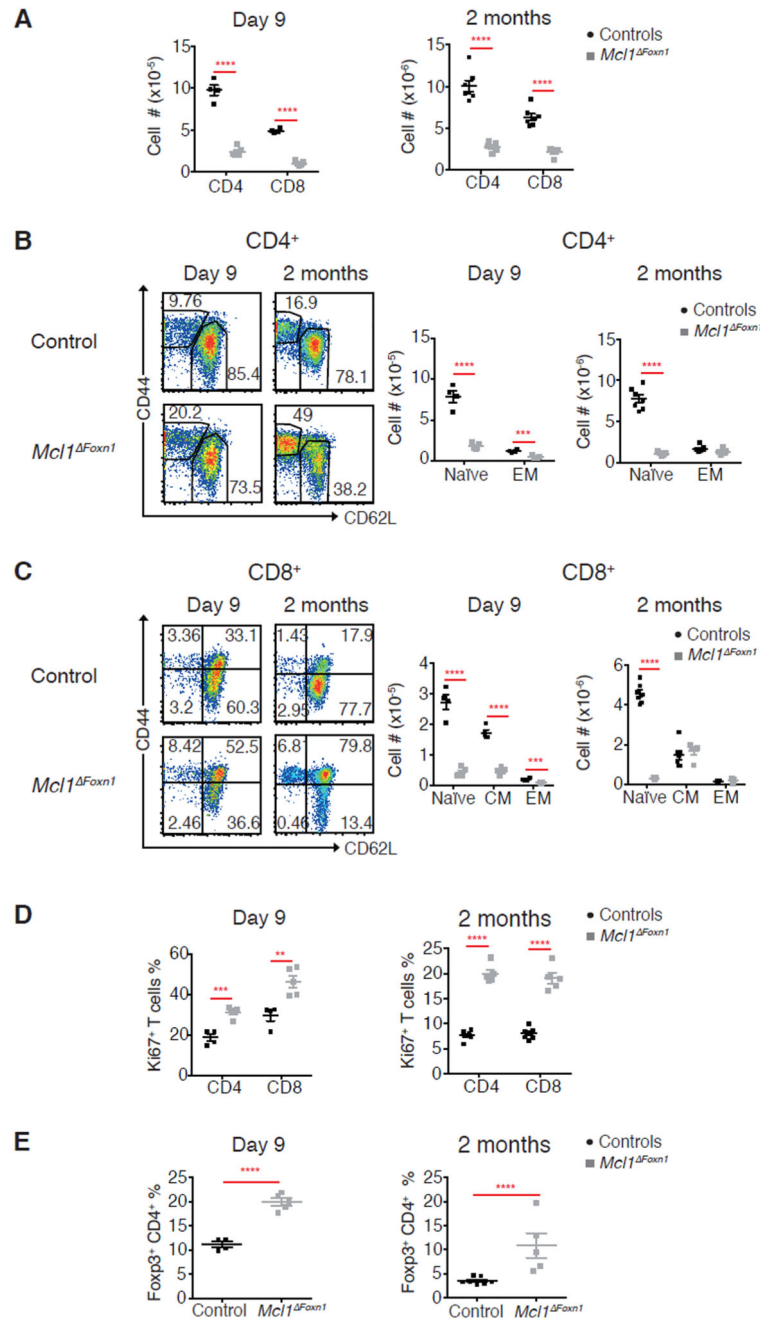 A
Day 9
2 months
Controls
Mcl1ΔFoxn1
Cell # (x10-5)
15
10
5
0
CD4
CD8
****
****
Cell # (x10-6)
15
10
5
0
CD4
CD8
****
****
B
CD4+
CD4+
Day 9
2 months
Day 9
2 months
Control
Mcl1ΔFoxn1
CD44
CD62L
9.76
85.4
16.9
78.1
20.2
73.5
49
38.2
Controls
Mcl1ΔFoxn1
Cell # (x10-5)
15
10
5
0
Naïve
EM
****
***
Cell # (x10-6)
15
10
5
0
Naïve
EM
****
C
CD8+
CD8+
Day 9
2 months
Day 9
2 months
Control
Mcl1ΔFoxn1
CD44
CD62L
3.36
33.1
3.2
60.3
1.43
17.9
2.95
77.7
8.42
52.5
2.46
36.6
6.81
79.8
0.46
13.4
Controls
Mcl1ΔFoxn1
Cell # (x10-5)
4
3
2
1
0
Naïve
CM
EM
****
****
***
Cell # (x10-6)
6
4
2
0
Naïve
CM
EM
****
D
Day 9
2 months
Controls
Mcl1ΔFoxn1
Ki67+ T cells %
60
40
20
0
CD4
CD8
***
**
Ki67+ T cells %
25
20
15
10
5
0
CD4
CD8
****
****
E
Day 9
2 months
Controls
Mcl1ΔFoxn1
Foxp3+ CD4+ %
25
20
15
10
5
0
Control
Mcl1ΔFoxn1
****
Foxp3+ CD4+ %
25
20
15
10
5
0
Control
Mcl1ΔFoxn1
****